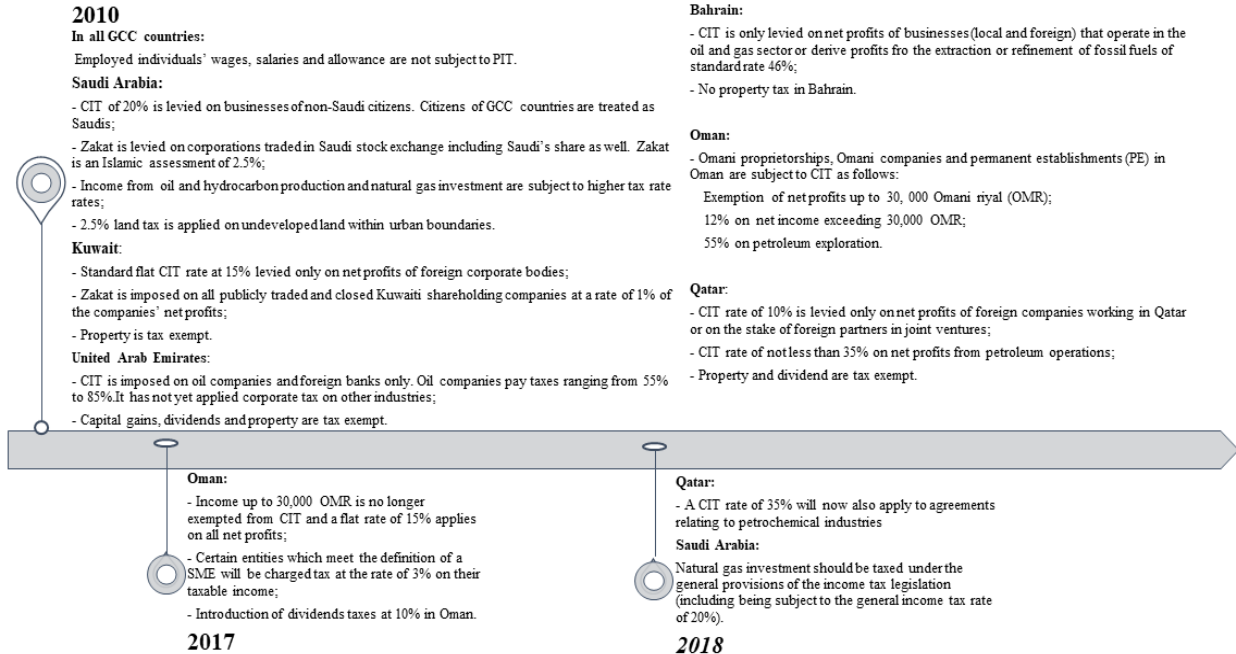 2010
In all GCC countries:
Employed individuals' wages, salaries and allowance are not subject to PIT.
Saudi Arabia:
- CIT of 20% is levied on businesses of non-Saudi citizens. Citizens of GCC countries are treated as
Saudis;
- Zakat is levied on corporations traded in Saudi stock exchange including Saudi's share as well. Zakat
is an Islamic assessment of 2.5%;
- Income from oil and hydrocarbon production and natural gas investment are subject to higher tax rate
rates;
- 2.5% land tax is applied on undeveloped land within urban boundaries.
Kuwait:
- Standard flat CIT rate at 15% levied only on net profits of foreign corporate bodies;
- Zakat is imposed on all publicly traded and closed Kuwaiti shareholding companies at a rate of 1% of
the companies' net profits;
- Property is tax exempt.
United Arab Emirates:
- CIT is imposed on oil companies and foreign banks only. Oil companies pay taxes ranging from 55%
to 85%.It has not yet applied corporate tax on other industries;
- Capital gains, dividends and property are tax exempt.
Bahrain:
- CIT is only levied on net profits of businesses (local and foreign) that operate in the
oil and gas sector or derive profits fro the extraction or refinement of fossil fuels of
standard rate 46%;
- No property tax in Bahrain.
Oman:
- Omani proprietorships, Omani companies and permanent establishments (PE) in
Oman are subject to CIT as follows:
Exemption of net profits up to 30, 000 Omani riyal (OMR);
12% on net income exceeding 30,000 OMR;
55% on petroleum exploration.
Qatar:
- CIT rate of 10% is levied only on net profits of foreign companies working in Qatar
or on the stake of foreign partners in joint ventures;
- CIT rate of not less than 35% on net profits from petroleum operations;
- Property and dividend are tax exempt.
Oman:
- Income up to 30,000 OMR is no longer
exempted from CIT and a flat rate of 15% applies
on all net profits;
- Certain entities which meet the definition of a
SME will be charged tax at the rate of 3% on their
taxable income;
- Introduction of dividends taxes at 10% in Oman.
2017
Qatar:
- A CIT rate of 35% will now also apply to agreements
relating to petrochemical industries
Saudi Arabia:
Natural gas investment should be taxed under the
general provisions of the income tax legislation
(including being subject to the general income tax rate
of 20%).
2018